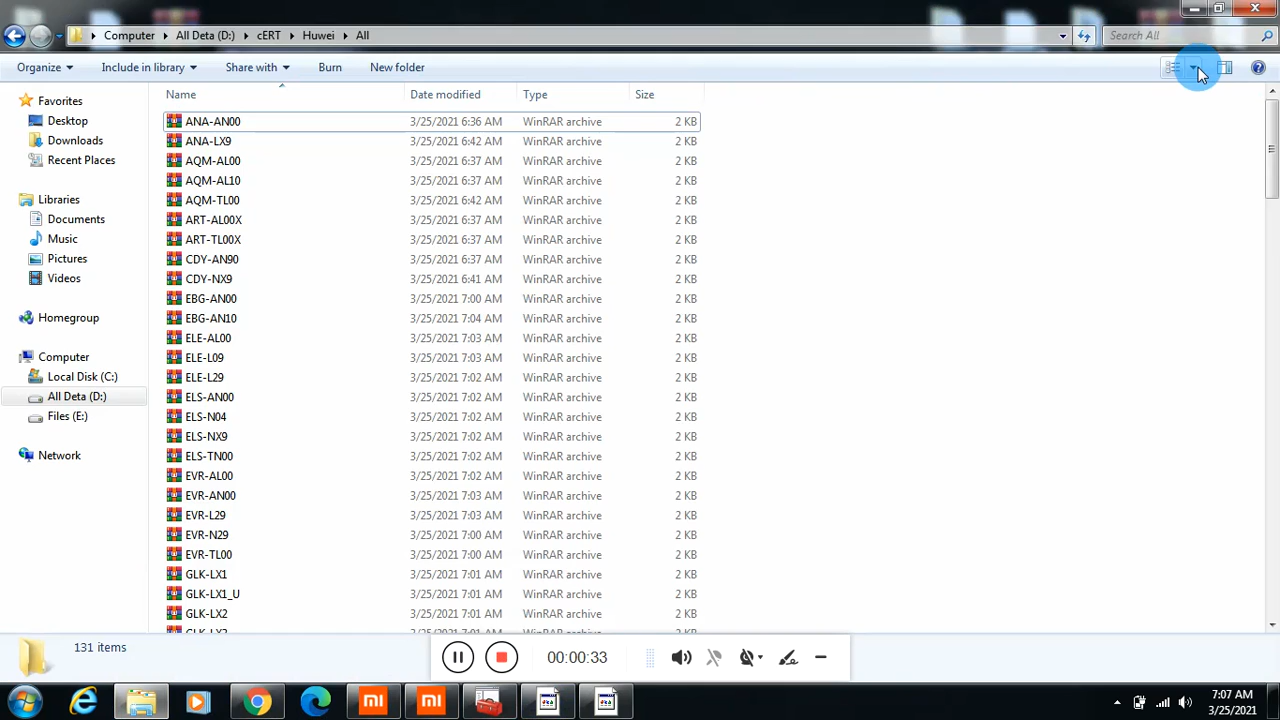 Computer ▸ All Deta (D:) ▸ cERT ▸ Huwei ▸ All
Search All
Organize
Include in library
Share with
Burn
New folder
Name Date modified Type Size
Favorites
Desktop
Downloads
Recent Places
Libraries
Documents
Music
Pictures
Videos
Homegroup
Computer
Local Disk (C:)
All Deta (D:)
Files (E:)
Network
ANA-AN00 3/25/2021 6:36 AM WinRAR archive 2 KB
ANA-LX9 3/25/2021 6:42 AM WinRAR archive 2 KB
AQM-AL00 3/25/2021 6:37 AM WinRAR archive 2 KB
AQM-AL10 3/25/2021 6:37 AM WinRAR archive 2 KB
AQM-TL00 3/25/2021 6:42 AM WinRAR archive 2 KB
ART-AL00X 3/25/2021 6:37 AM WinRAR archive 2 KB
ART-TL00X 3/25/2021 6:37 AM WinRAR archive 2 KB
CDY-AN90 3/25/2021 6:37 AM WinRAR archive 2 KB
CDY-NX9 3/25/2021 6:41 AM WinRAR archive 2 KB
EBG-AN00 3/25/2021 7:00 AM WinRAR archive 2 KB
EBG-AN10 3/25/2021 7:04 AM WinRAR archive 2 KB
ELE-AL00 3/25/2021 7:03 AM WinRAR archive 2 KB
ELE-L09 3/25/2021 7:03 AM WinRAR archive 2 KB
ELE-L29 3/25/2021 7:02 AM WinRAR archive 2 KB
ELS-AN00 3/25/2021 7:02 AM WinRAR archive 2 KB
ELS-N04 3/25/2021 7:02 AM WinRAR archive 2 KB
ELS-NX9 3/25/2021 7:02 AM WinRAR archive 2 KB
ELS-TN00 3/25/2021 7:02 AM WinRAR archive 2 KB
EVR-AL00 3/25/2021 7:02 AM WinRAR archive 2 KB
EVR-AN00 3/25/2021 7:03 AM WinRAR archive 2 KB
EVR-L29 3/25/2021 7:03 AM WinRAR archive 2 KB
EVR-N29 3/25/2021 7:00 AM WinRAR archive 2 KB
EVR-TL00 3/25/2021 7:00 AM WinRAR archive 2 KB
GLK-LX1 3/25/2021 7:01 AM WinRAR archive 2 KB
GLK-LX1_U 3/25/2021 7:01 AM WinRAR archive 2 KB
GLK-LX2 3/25/2021 7:01 AM WinRAR archive 2 KB
131 items
00:00:33
7:07 AM
3/25/2021